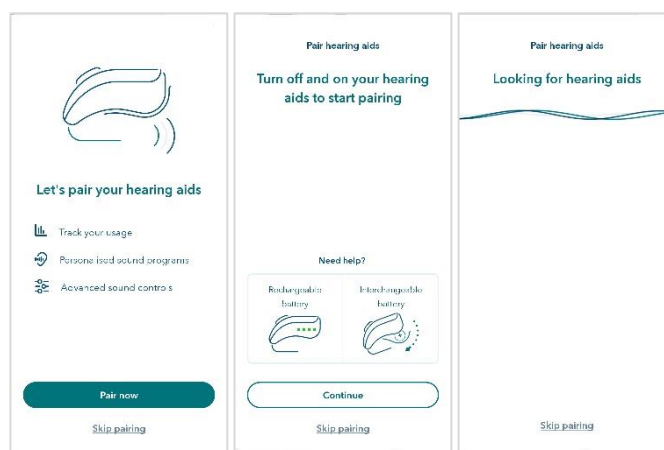 Let's pair your hearing aids
Track your usage
Personalised sound programs
Advanced sound controls
Pair now
Skip pairing
Pair hearing aids
Turn off and on your hearing
aids to start pairing
Need help?
Rechargeable
battery
Interchangeable
battery
Continue
Skip pairing
Pair hearing aids
Looking for hearing aids
Skip pairing